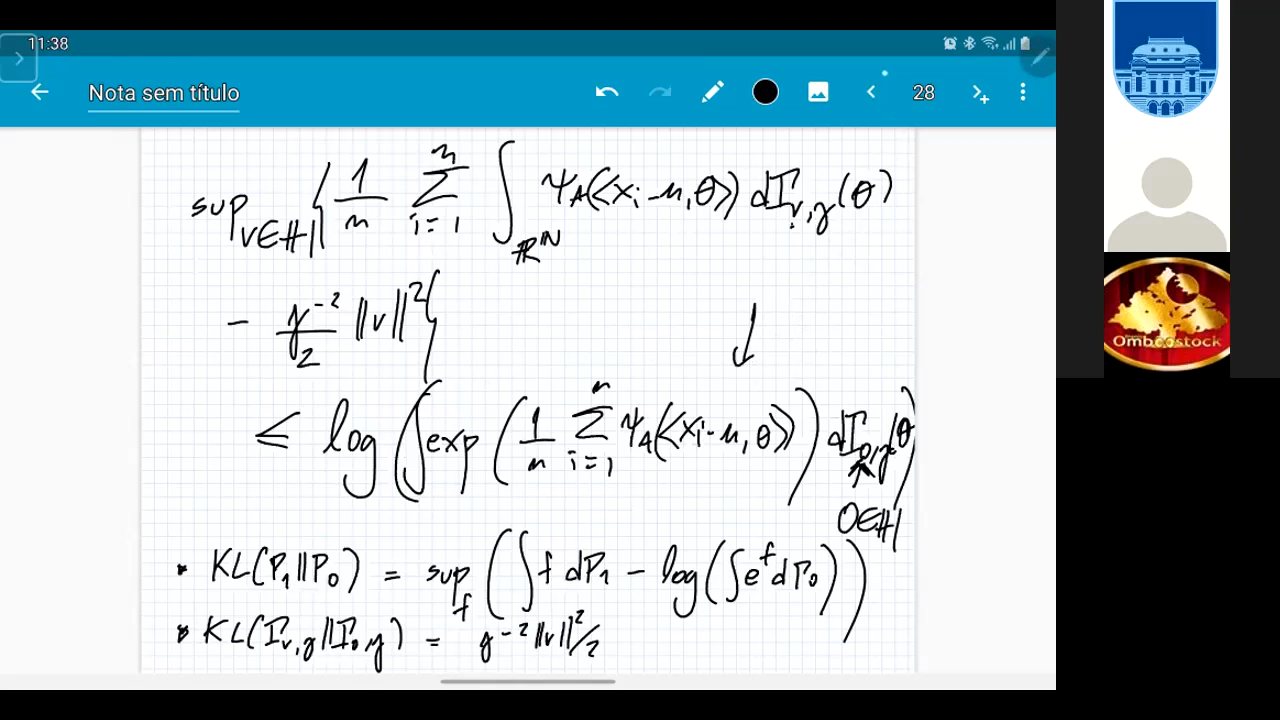 11:38
Nota sem título
28
sup_{v∈ℍ} { 1/n Σ_{i=1}^{n} ∫_{ℝ^N} ψ_A(⟨x_i - μ, θ⟩) dΓ_{v,γ}(θ)
- γ^{-2}/2 ‖v‖² }
≤ log ( ∫ exp ( 1/n Σ_{i=1}^{n} ψ_A(⟨x_i - μ, θ⟩) ) dΓ_{0,γ}(θ)
0∈ℍ
• KL(P_1‖P_0) = sup_f ( ∫ f dP_1 - log( ∫ e^f dP_0 ) )
• KL(Γ_{v,γ}‖Γ_{0,γ}) = γ^{-2}‖v‖²/2
Omboostock